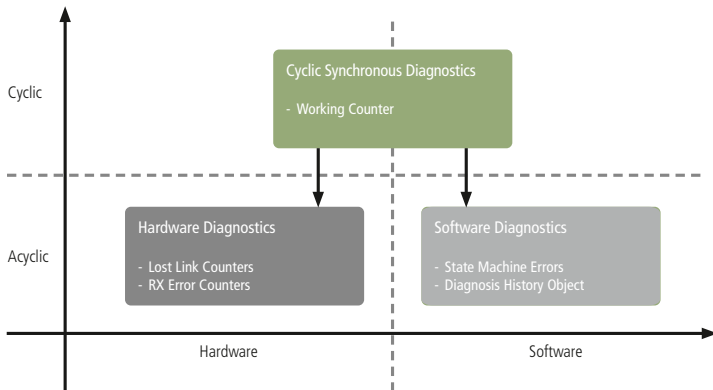 Cyclic
Cyclic Synchronous Diagnostics
- Working Counter
Acyclic
Hardware Diagnostics
- Lost Link Counters
- RX Error Counters
Software Diagnostics
- State Machine Errors
- Diagnosis History Object
Hardware
Software